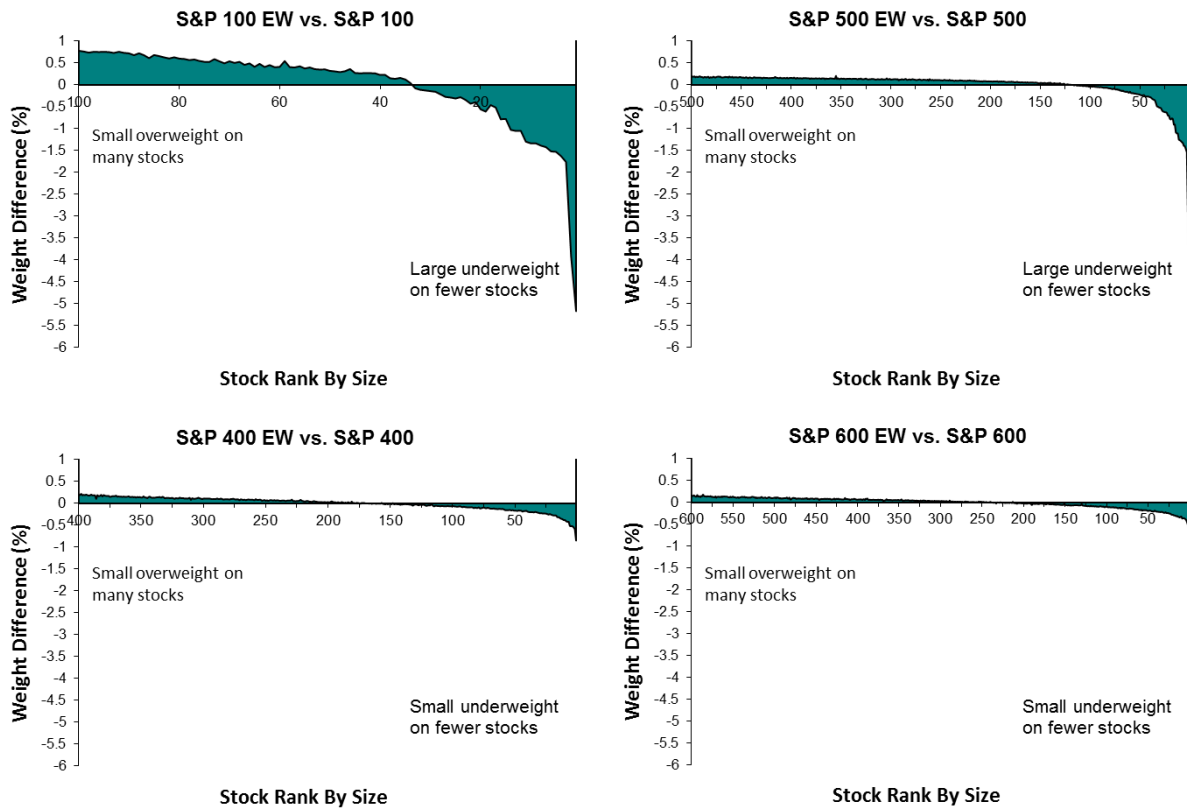 S&P 100 EW vs. S&P 100
Weight Difference (%)
1
0.5
0
-0.5
-1
-1.5
-2
-2.5
-3
-3.5
-4
-4.5
-5
-5.5
-6
100 80 60 40 20
Small overweight on
many stocks
Large underweight
on fewer stocks
Stock Rank By Size
S&P 500 EW vs. S&P 500
Weight Difference (%)
1
0.5
0
-0.5
-1
-1.5
-2
-2.5
-3
-3.5
-4
-4.5
-5
-5.5
-6
500 450 400 350 300 250 200 150 100 50
Small overweight on
many stocks
Large underweight
on fewer stocks
Stock Rank By Size
S&P 400 EW vs. S&P 400
Weight Difference (%)
1
0.5
0
-0.5
-1
-1.5
-2
-2.5
-3
-3.5
-4
-4.5
-5
-5.5
-6
400 350 300 250 200 150 100 50
Small overweight on
many stocks
Small underweight
on fewer stocks
Stock Rank By Size
S&P 600 EW vs. S&P 600
Weight Difference (%)
1
0.5
0
-0.5
-1
-1.5
-2
-2.5
-3
-3.5
-4
-4.5
-5
-5.5
-6
600 550 500 450 400 350 300 250 200 150 100 50
Small overweight on
many stocks
Small underweight
on fewer stocks
Stock Rank By Size